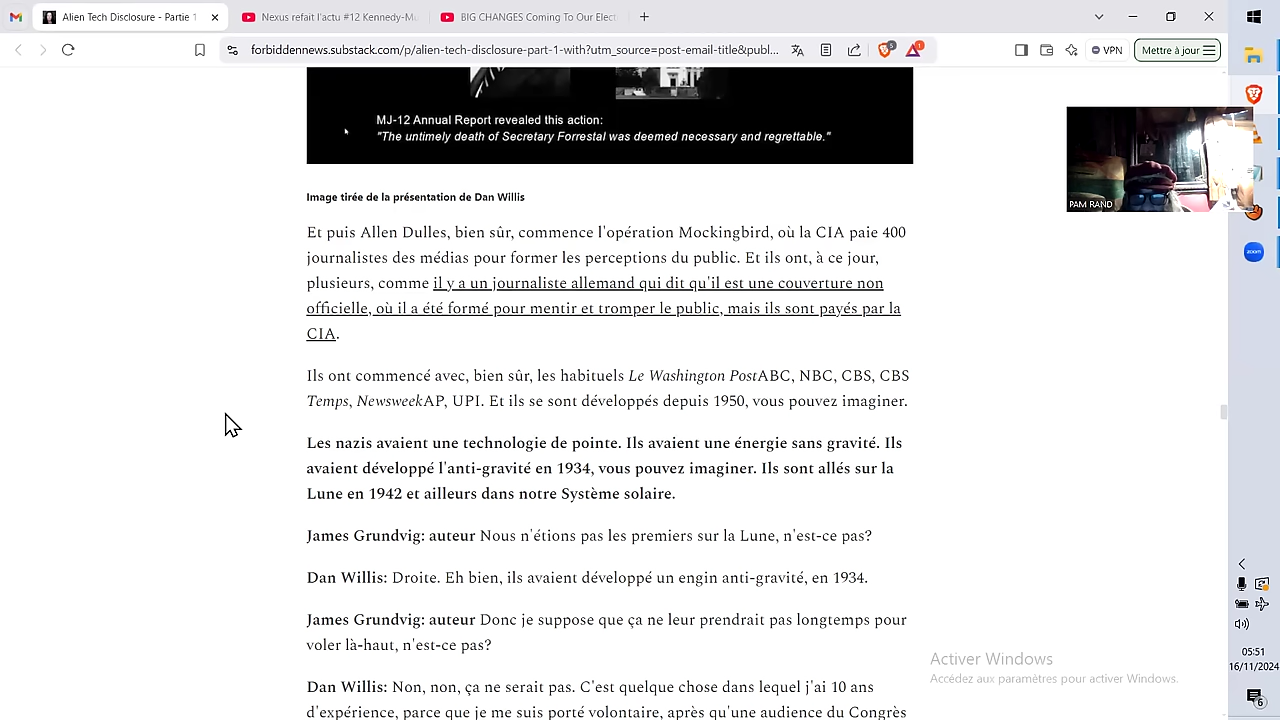 Alien Tech Disclosure - Partie 1
Nexus refait l'actu #12 Kennedy-Mu
BIG CHANGES Coming To Our Elect
forbiddennews.substack.com/p/alien-tech-disclosure-part-1-with?utm_source=post-email-title&publ...
5
1
VPN
Mettre à jour
MJ-12 Annual Report revealed this action:
"The untimely death of Secretary Forrestal was deemed necessary and regrettable."
PAM RAND
Image tirée de la présentation de Dan Willis
Et puis Allen Dulles, bien sûr, commence l'opération Mockingbird, où la CIA paie 400
journalistes des médias pour former les perceptions du public. Et ils ont, à ce jour,
plusieurs, comme il y a un journaliste allemand qui dit qu'il est une couverture non
officielle, où il a été formé pour mentir et tromper le public, mais ils sont payés par la
CIA.
Ils ont commencé avec, bien sûr, les habituels Le Washington PostABC, NBC, CBS, CBS
Temps, NewsweekAP, UPI. Et ils se sont développés depuis 1950, vous pouvez imaginer.
Les nazis avaient une technologie de pointe. Ils avaient une énergie sans gravité. Ils
avaient développé l'anti-gravité en 1934, vous pouvez imaginer. Ils sont allés sur la
Lune en 1942 et ailleurs dans notre Système solaire.
James Grundvig: auteur Nous n'étions pas les premiers sur la Lune, n'est-ce pas?
Dan Willis: Droite. Eh bien, ils avaient développé un engin anti-gravité, en 1934.
James Grundvig: auteur Donc je suppose que ça ne leur prendrait pas longtemps pour
voler là-haut, n'est-ce pas?
Dan Willis: Non, non, ça ne serait pas. C'est quelque chose dans lequel j'ai 10 ans
d'expérience, parce que je me suis porté volontaire, après qu'une audience du Congrès
Activer Windows
Accédez aux paramètres pour activer Windows.
zoom
05:51
16/11/2024
6